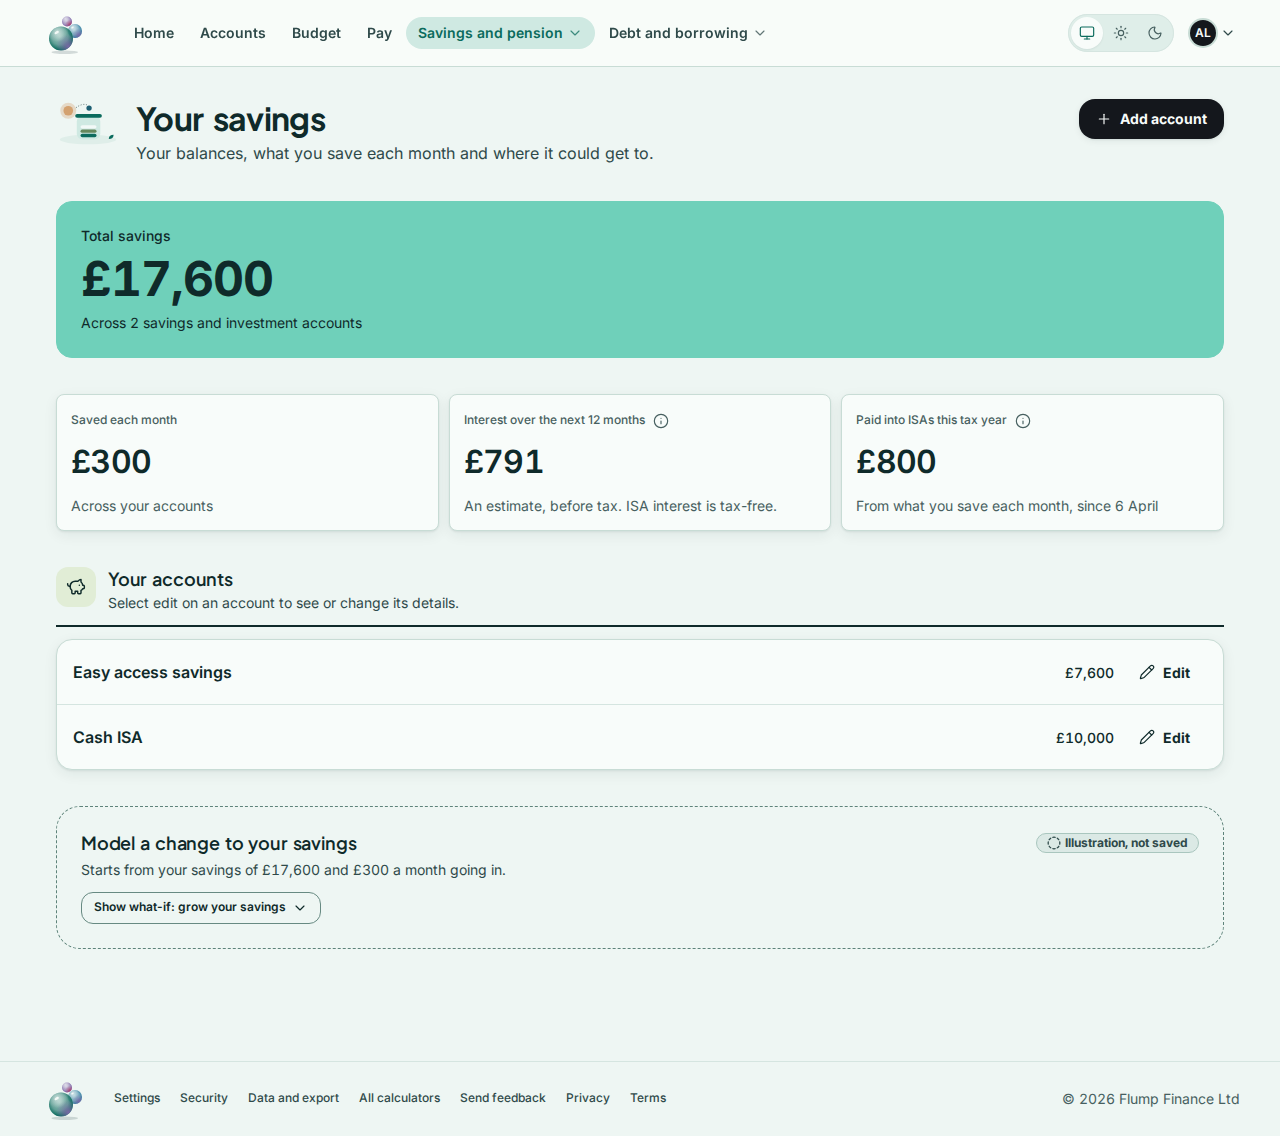 Home
Accounts
Budget
Pay
Savings and pension
Debt and borrowing
AL
Your savings
Your balances, what you save each month and where it could get to.
Add account
Total savings
£17,600
Across 2 savings and investment accounts
Saved each month
£300
Across your accounts
Interest over the next 12 months
£791
An estimate, before tax. ISA interest is tax-free.
Paid into ISAs this tax year
£800
From what you save each month, since 6 April
Your accounts
Select edit on an account to see or change its details.
Easy access savings
£7,600
Edit
Cash ISA
£10,000
Edit
Model a change to your savings
Illustration, not saved
Starts from your savings of £17,600 and £300 a month going in.
Show what-if: grow your savings
Settings
Security
Data and export
All calculators
Send feedback
Privacy
Terms
© 2026 Flump Finance Ltd